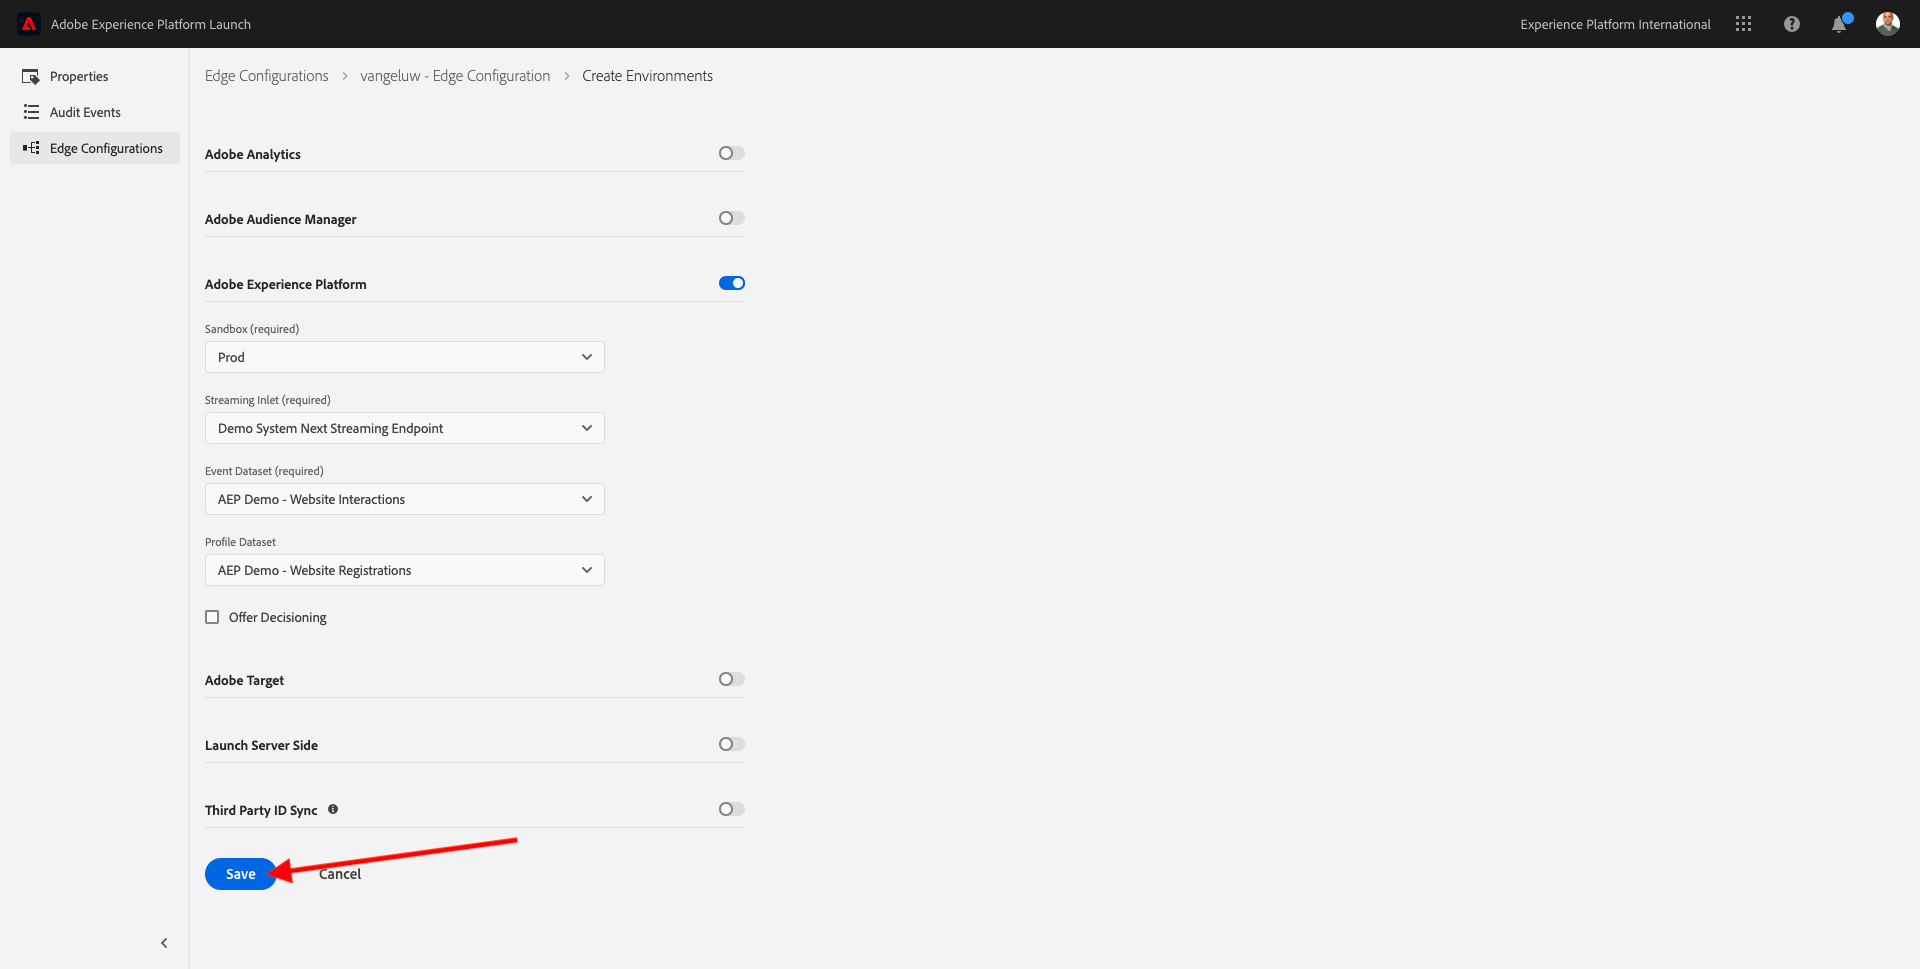 Adobe Experience Platform Launch
Experience Platform International
Properties
Audit Events
Edge Configurations
Edge Configurations > vangeluw - Edge Configuration > Create Environments
Adobe Analytics
Adobe Audience Manager
Adobe Experience Platform
Sandbox (required)
Prod
Streaming Inlet (required)
Demo System Next Streaming Endpoint
Event Dataset (required)
AEP Demo - Website Interactions
Profile Dataset
AEP Demo - Website Registrations
Offer Decisioning
Adobe Target
Launch Server Side
Third Party ID Sync
Save
Cancel